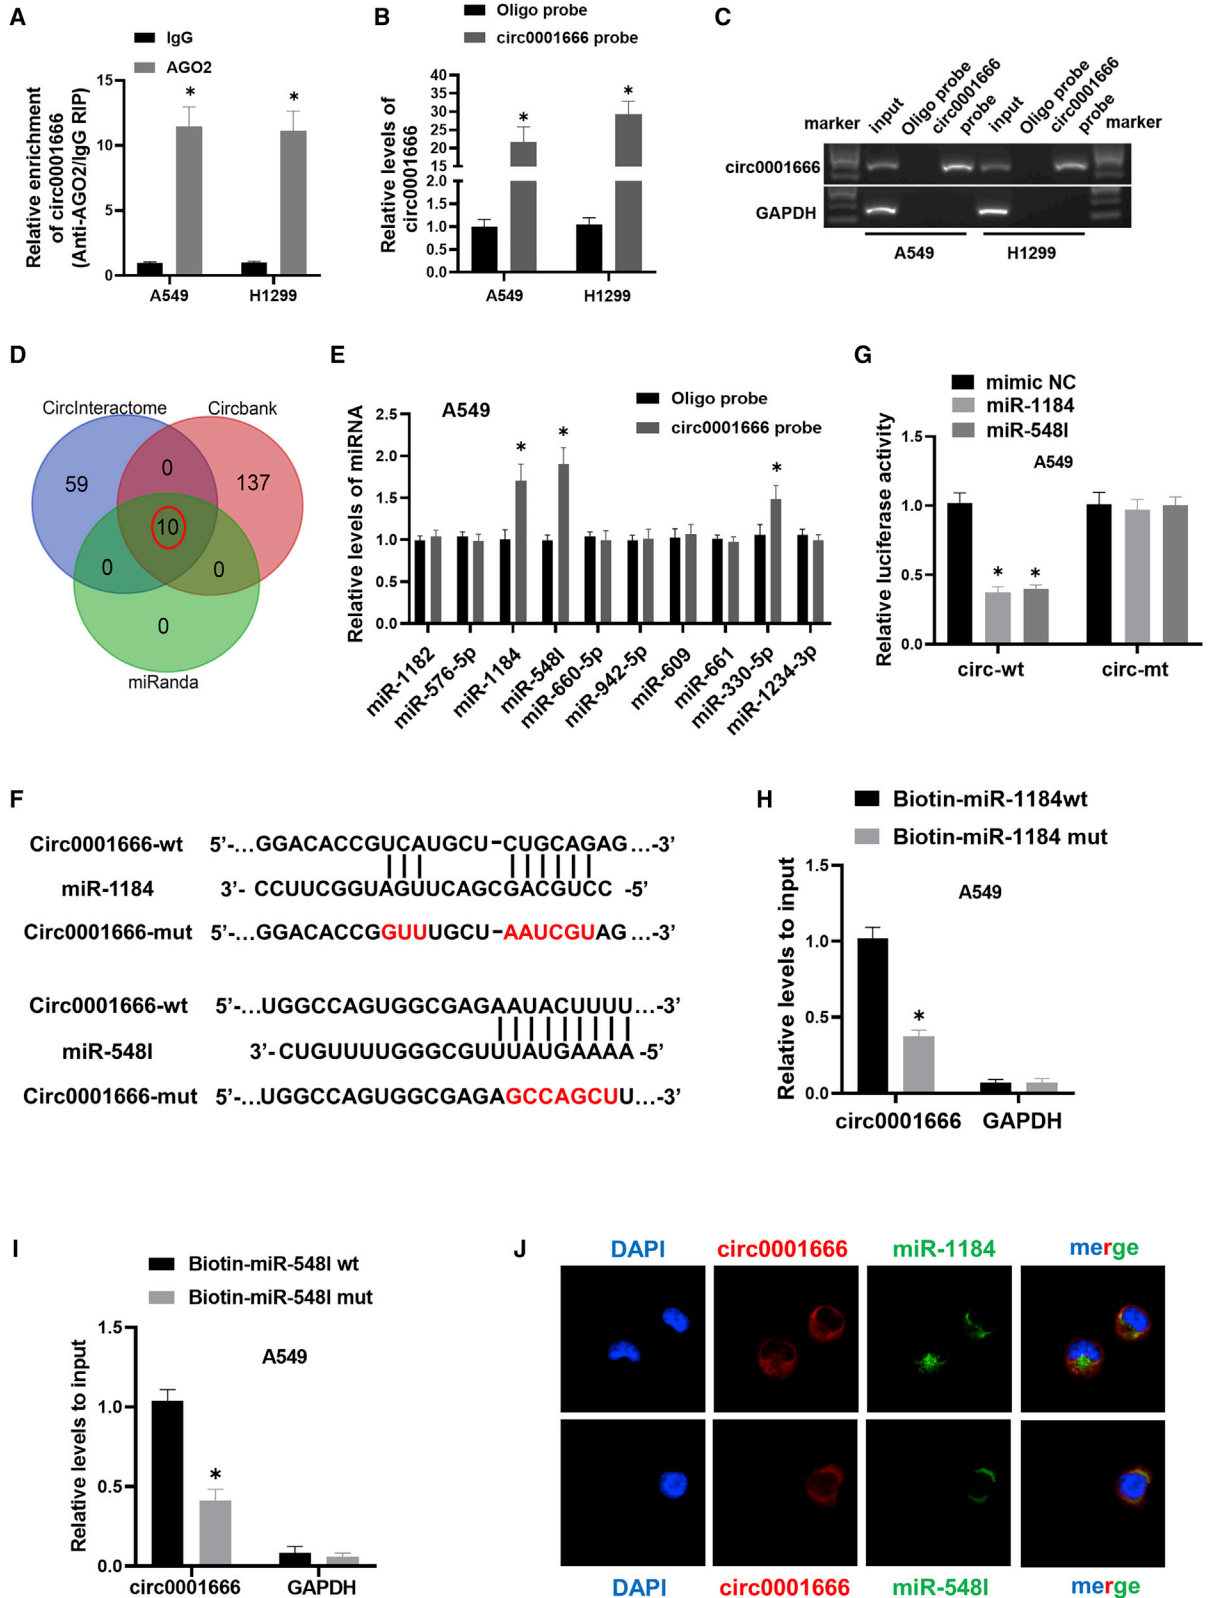 A
IgG
AGO2
Relative enrichment
of circ0001666
(Anti-AGO2/IgG RIP)
15
10
5
0
A549
H1299
B
Oligo probe
circ0001666 probe
Relative levels of
circ0001666
40
35
30
25
20
15
2.0
1.5
1.0
0.5
0.0
A549
H1299
C
marker
input
Oligo probe
circ0001666
probe
input
Oligo probe
circ0001666
probe
marker
circ0001666
GAPDH
A549
H1299
D
CircInteractome
Circbank
59
0
137
10
0
0
0
miRanda
E
A549
Oligo probe
circ0001666 probe
Relative levels of miRNA
2.5
2.0
1.5
1.0
0.5
0.0
* * *
miR-1182
miR-576-5p
miR-1184
miR-548l
miR-660-5p
miR-942-5p
miR-609
miR-661
miR-330-5p
miR-1234-3p
G
mimic NC
miR-1184
miR-548l
A549
Relative luciferase activity
1.5
1.0
0.5
0.0
* *
circ-wt
circ-mt
F
Circ0001666-wt 5’-...GGACACCGUCAUGCU-CUGCAGAG...-3’
miR-1184 3’- CCUUCGGUAGUUCAGCGACGUCC -5’
Circ0001666-mut 5’-...GGACACCGGUUUGCU-AAUCGUAG...-3’
Circ0001666-wt 5’-...UGGCCAGUGGCGAGAAUACUUUU...-3’
miR-548l 3’-CUGUUUUGGGCGUUUAUGAAAA-5’
Circ0001666-mut 5’-...UGGCCAGUGGCGAGAGCCAGCUU...-3’
H
Biotin-miR-1184wt
Biotin-miR-1184 mut
A549
Relative levels to input
1.5
1.0
0.5
0.0
*
circ0001666
GAPDH
I
Biotin-miR-548l wt
Biotin-miR-548l mut
A549
Relative levels to input
1.5
1.0
0.5
0.0
*
circ0001666
GAPDH
J
DAPI circ0001666 miR-1184 merge
DAPI circ0001666 miR-548l merge